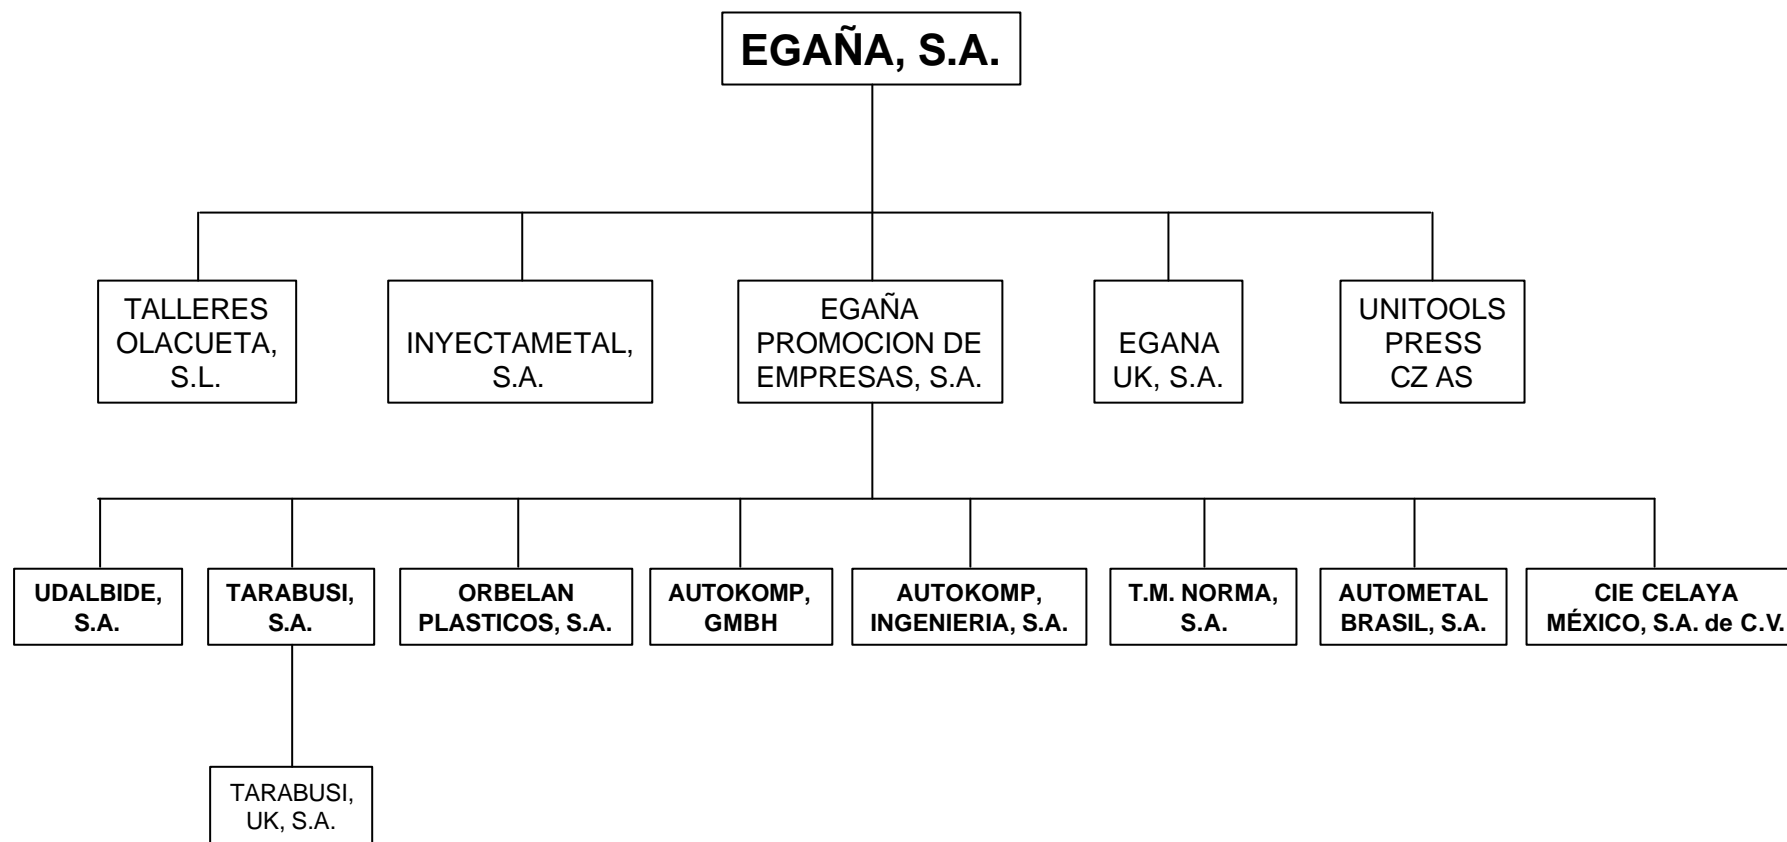 EGAÑA, S.A.
TALLERES
OLACUETA,
S.L.
INYECTAMETAL,
S.A.
EGAÑA
PROMOCION DE
EMPRESAS, S.A.
EGANA
UK, S.A.
UNITOOLS
PRESS
CZ AS
UDALBIDE,
S.A.
TARABUSI,
S.A.
ORBELAN
PLASTICOS, S.A.
AUTOKOMP,
GMBH
AUTOKOMP,
INGENIERIA, S.A.
T.M. NORMA,
S.A.
AUTOMETAL
BRASIL, S.A.
CIE CELAYA
MÉXICO, S.A. de C.V.
TARABUSI,
UK, S.A.